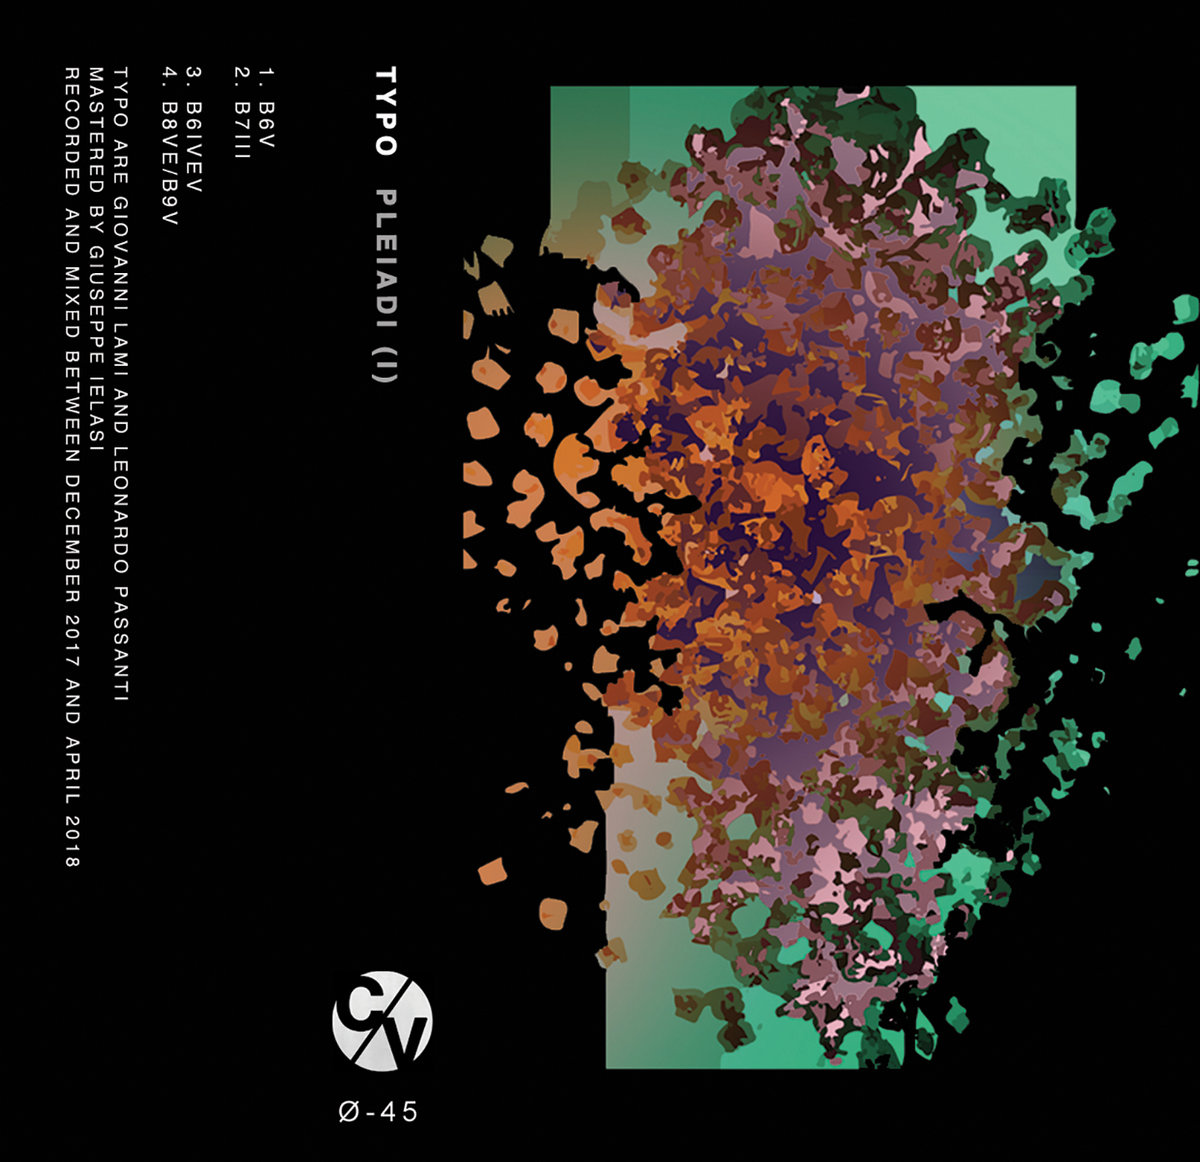 TYPO PLEIADI (I)
1. B6V
2. B7III
3. B6IVEV
4. B8VE/B9V
TYPO ARE GIOVANNI LAMI AND LEONARDO PASSANTI
MASTERED BY GIUSEPPE IELASI
RECORDED AND MIXED BETWEEN DECEMBER 2017 AND APRIL 2018
C/V
Ø-45